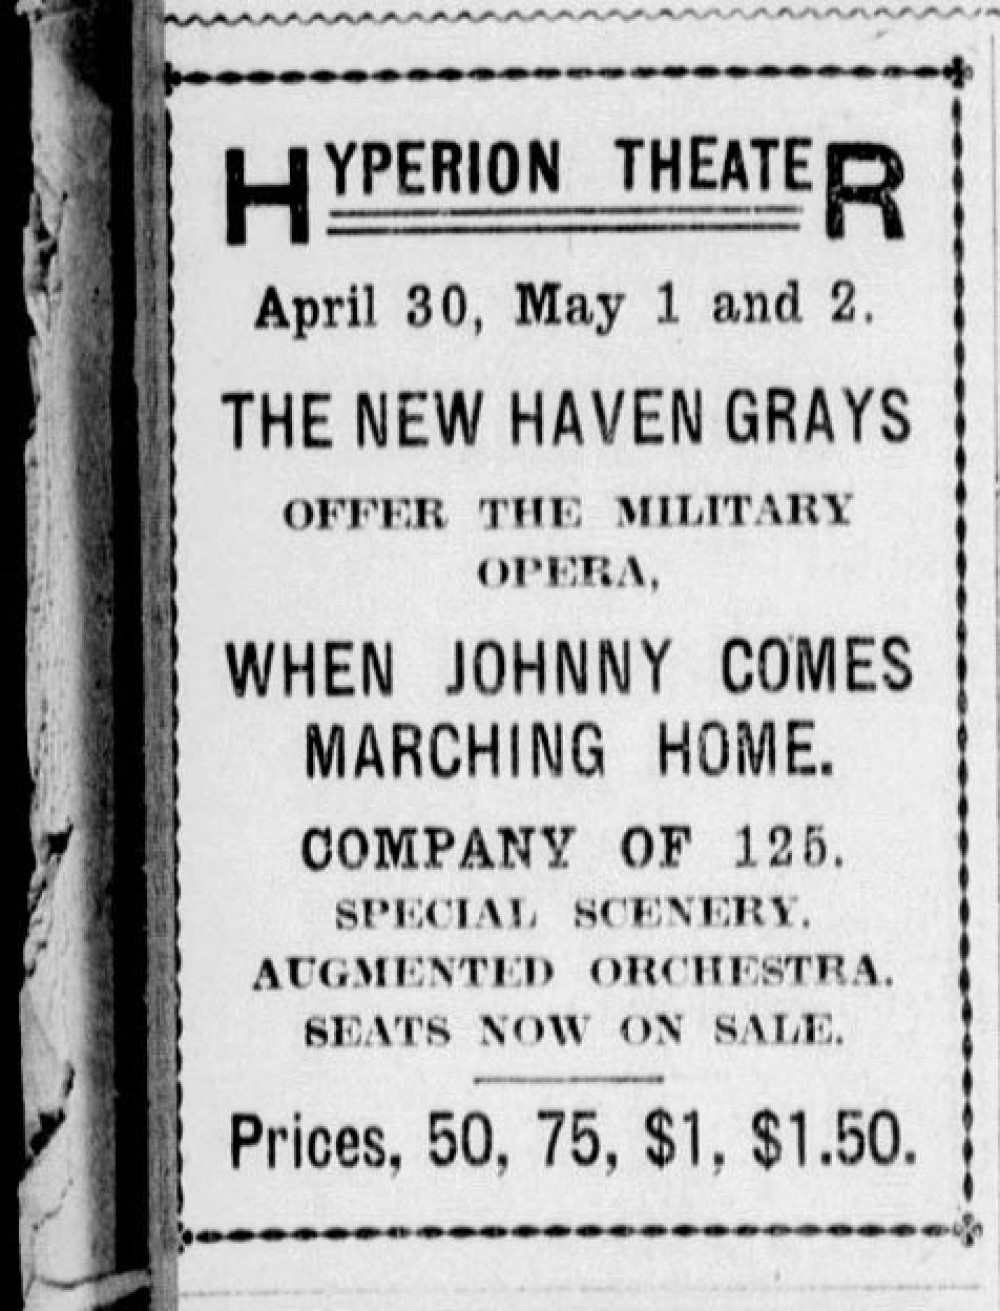 HYPERION THEATER
April 30, May 1 and 2.
THE NEW HAVEN GRAYS
OFFER THE MILITARY
OPERA,
WHEN JOHNNY COMES
MARCHING HOME.
COMPANY OF 125.
SPECIAL SCENERY.
AUGMENTED ORCHESTRA.
SEATS NOW ON SALE.
Prices, 50, 75, $1, $1.50.